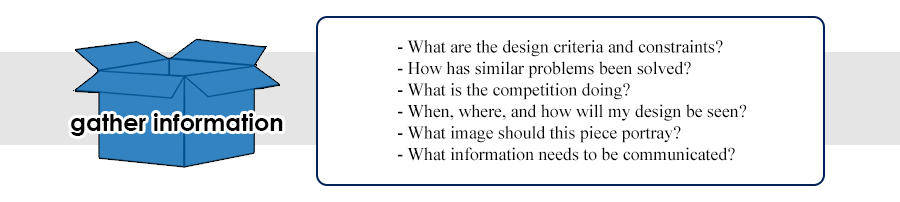 gather information
- What are the design criteria and constraints?
- How has similar problems been solved?
- What is the competition doing?
- When, where, and how will my design be seen?
- What image should this piece portray?
- What information needs to be communicated?